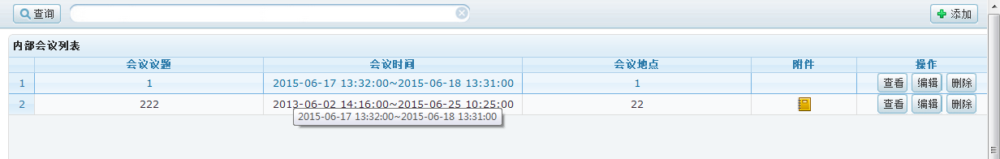 查询 添加
内部会议列表
会议议题 会议时间 会议地点 附件 操作
1 1 2015-06-17 13:32:00~2015-06-18 13:31:00 1 查看 编辑 删除
2 222 2013-06-02 14:16:00~2015-06-25 10:25:00 22 查看 编辑 删除
2015-06-17 13:32:00~2015-06-18 13:31:00